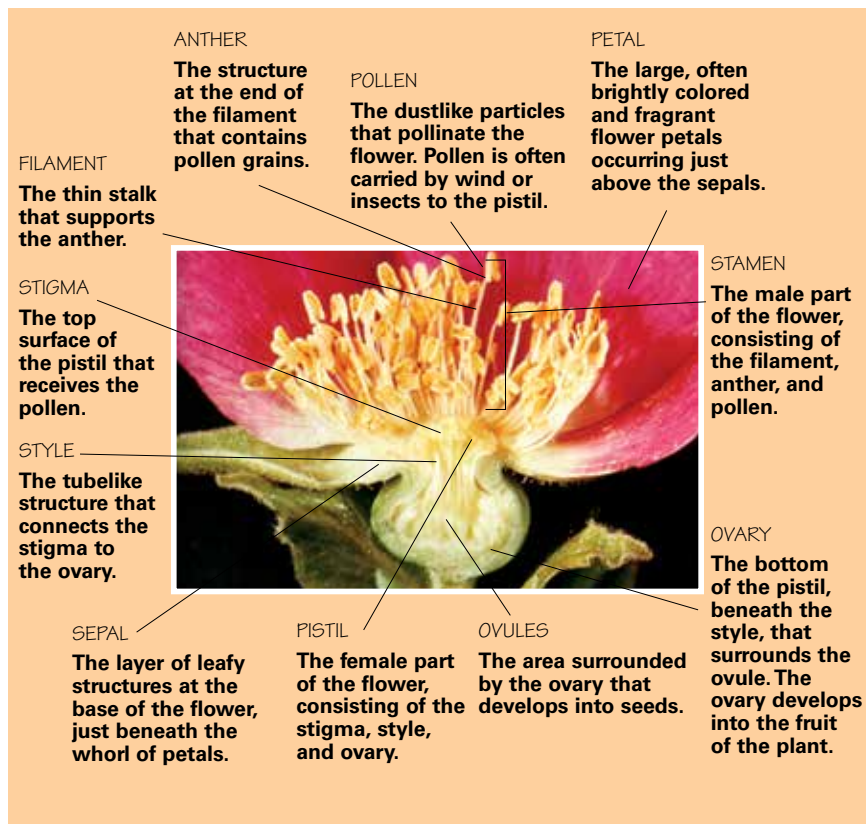 ANTHER
The structure
at the end of
the filament
that contains
pollen grains.
POLLEN
The dustlike particles
that pollinate the
flower. Pollen is often
carried by wind or
insects to the pistil.
PETAL
The large, often
brightly colored
and fragrant
flower petals
occurring just
above the sepals.
FILAMENT
The thin stalk
that supports
the anther.
STIGMA
The top
surface of
the pistil that
receives the
pollen.
STAMEN
The male part
of the flower,
consisting of
the filament,
anther, and
pollen.
STYLE
The tubelike
structure that
connects the
stigma to
the ovary.
OVARY
The bottom
of the pistil,
beneath the
style, that
surrounds the
ovule. The
ovary develops
into the fruit
of the plant.
SEPAL
The layer of leafy
structures at the
base of the flower,
just beneath the
whorl of petals.
PISTIL
The female part
of the flower,
consisting of the
stigma, style,
and ovary.
OVULES
The area surrounded
by the ovary that
develops into seeds.